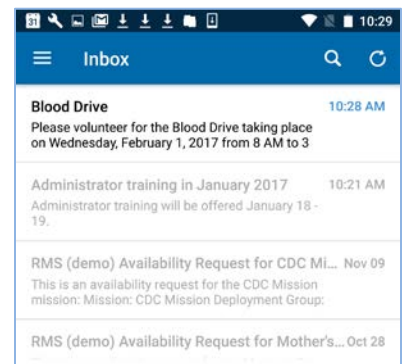 31 10:29
Inbox
Blood Drive 10:28 AM
Please volunteer for the Blood Drive taking place
on Wednesday, February 1, 2017 from 8 AM to 3
Administrator training in January 2017 10:21 AM
Administrator training will be offered January 18 -
19.
RMS (demo) Availability Request for CDC Mi... Nov 09
This is an availability request for the CDC Mission
mission: Mission: CDC Mission Deployment Group:
RMS (demo) Availability Request for Mother's... Oct 28